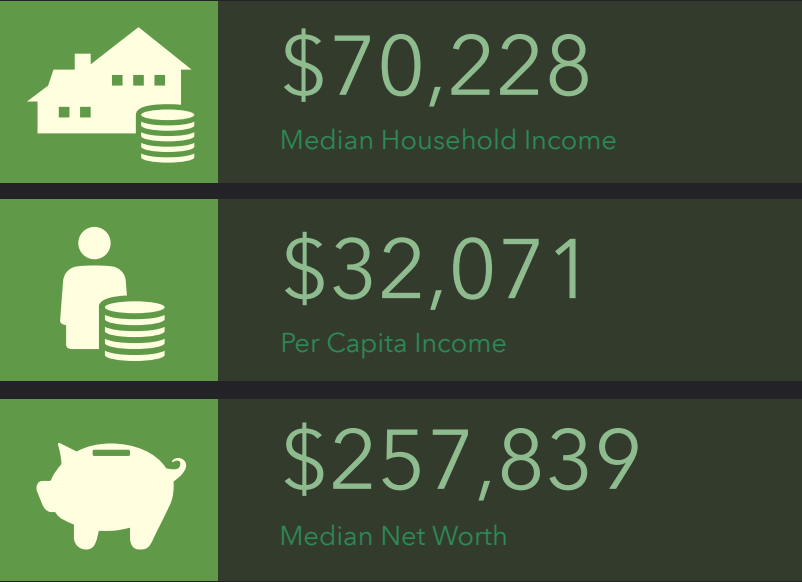 $70,228
Median Household Income
$32,071
Per Capita Income
$257,839
Median Net Worth